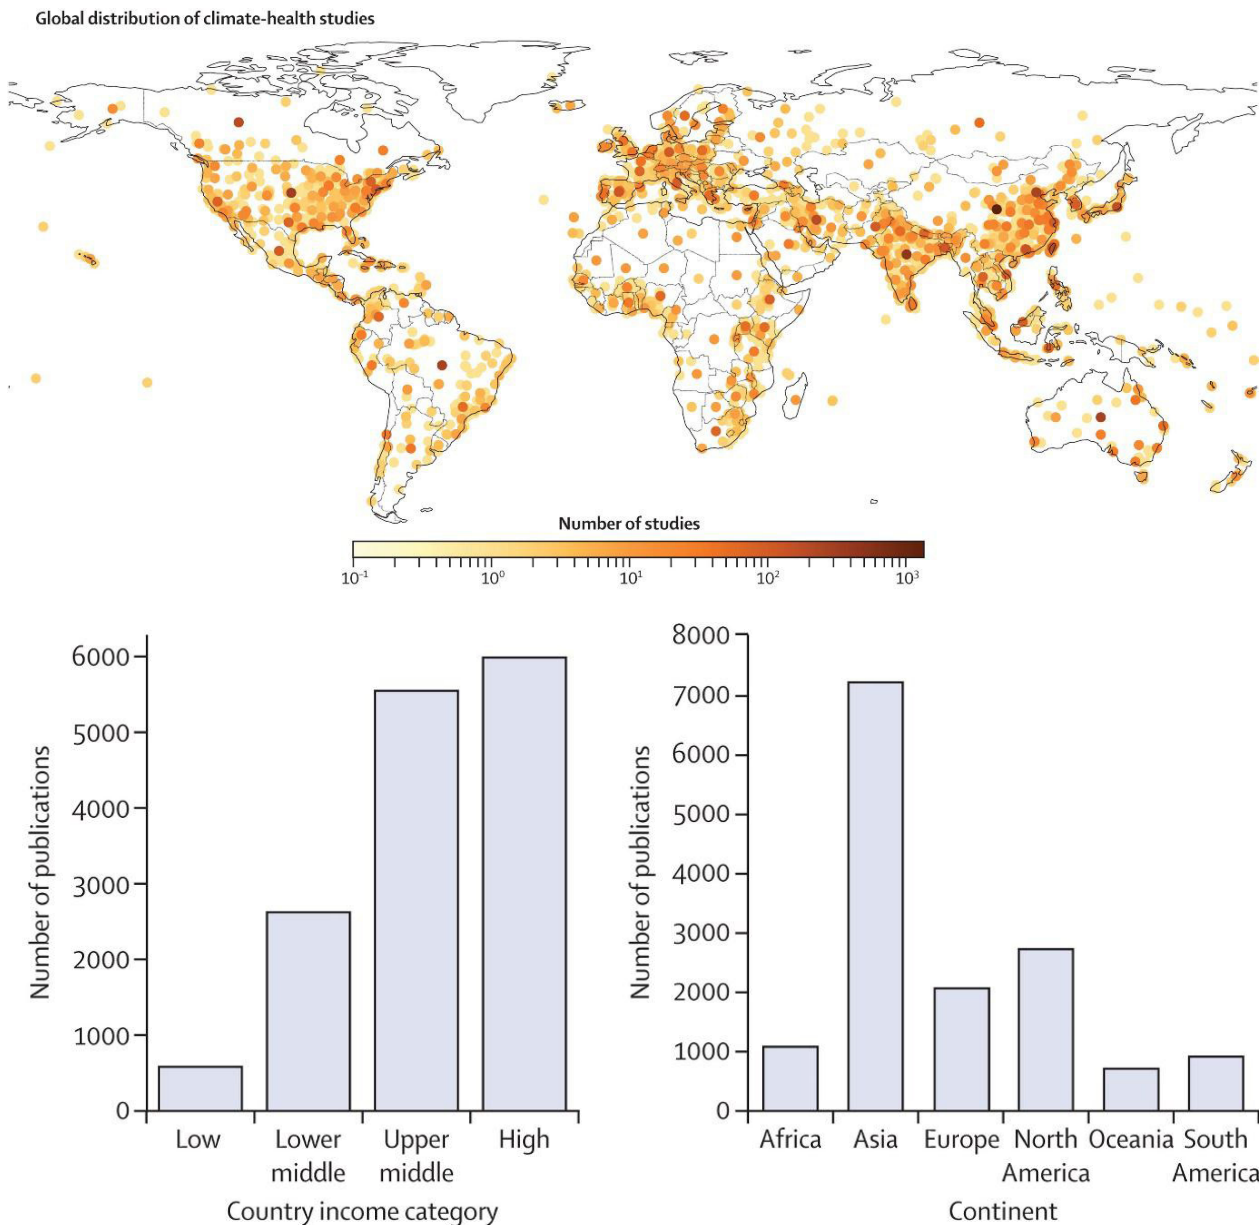 Global distribution of climate-health studies
Number of studies
10⁻¹ 10⁰ 10¹ 10² 10³
Number of publications
6000
5000
4000
3000
2000
1000
0
Low Lower middle Upper middle High
Country income category
Number of publications
8000
7000
6000
5000
4000
3000
2000
1000
0
Africa Asia Europe North America Oceania South America
Continent